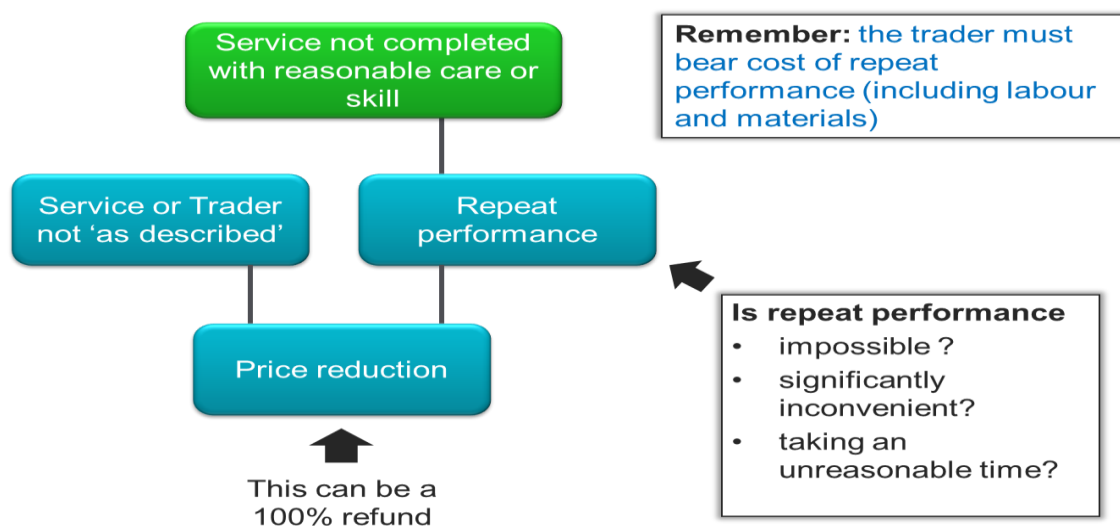 Service not completed
with reasonable care or
skill
Remember: the trader must
bear cost of repeat
performance (including labour
and materials)
Service or Trader
not ‘as described’
Repeat
performance
Price reduction
This can be a
100% refund
Is repeat performance
• impossible ?
• significantly
inconvenient?
• taking an
unreasonable time?